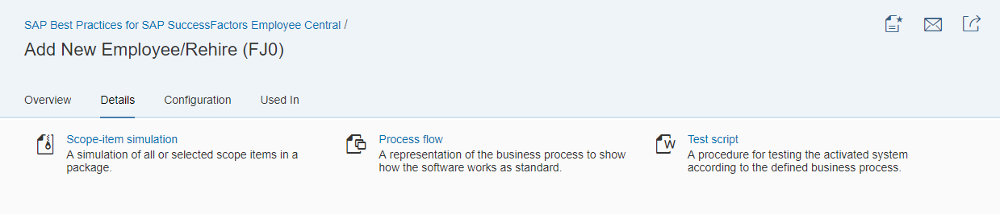 SAP Best Practices for SAP SuccessFactors Employee Central /
Add New Employee/Rehire (FJ0)
Overview Details Configuration Used In
Scope-item simulation
A simulation of all or selected scope items in a
package.
Process flow
A representation of the business process to show
how the software works as standard.
W
Test script
A procedure for testing the activated system
according to the defined business process.